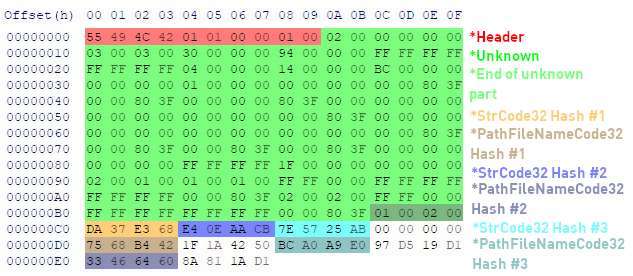 Offset(h) 00 01 02 03 04 05 06 07 08 09 0A 0B 0C 0D 0E 0F
00000000 55 49 4C 42 01 01 00 00 01 00 02 00 00 00 00 00
00000010 03 00 03 00 30 00 00 00 94 00 00 00 FF FF FF FF
00000020 FF FF FF FF 04 00 00 00 14 00 00 00 BC 00 00 00
00000030 00 00 00 00 01 00 00 00 00 00 00 00 00 00 80 3F
00000040 00 00 80 3F 00 00 00 00 80 3F 00 00 00 00 00 00
00000050 00 00 00 00 00 00 00 00 00 00 80 3F 00 00 00 00
00000060 00 00 00 00 00 00 00 00 00 00 00 00 00 00 80 3F
00000070 00 00 80 3F 00 00 80 3F 00 00 80 3F 00 00 00 00
00000080 00 00 00 00 FF FF FF FF 1F 00 00 00 00 00 00 00
00000090 02 00 01 00 01 00 01 00 FF FF 00 00 FF FF FF FF
000000A0 FF FF FF FF 00 00 80 3F 02 00 02 00 FF FF 00 00
000000B0 FF FF FF FF FF FF FF FF 00 00 80 3F 01 00 02 00
000000C0 DA 37 E3 68 E4 0E AA CB 7E 57 25 AB 00 00 00 00
000000D0 75 68 B4 42 1F 1A 42 50 BC A0 A9 E0 97 D5 19 D1
000000E0 33 46 64 60 8A 81 1A D1
*Header
*Unknown
*End of unknown
part
*StrCode32 Hash #1
*PathFileNameCode32
Hash #1
*StrCode32 Hash #2
*PathFileNameCode32
Hash #2
*StrCode32 Hash #3
*PathFileNameCode32
Hash #3